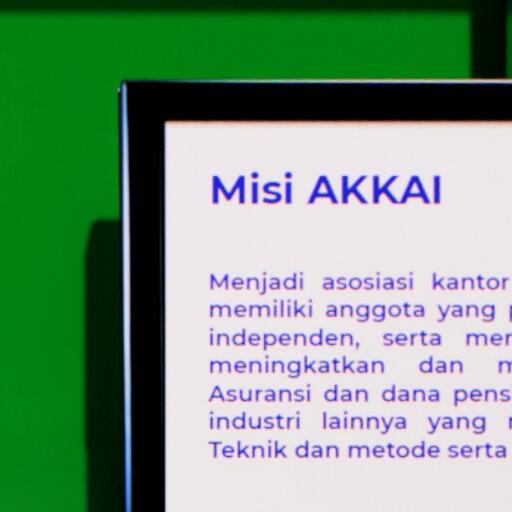 Misi AKKAI
Menjadi asosiasi kantor
memiliki anggota yang
independen, serta
meningkatkan dan
Asuransi dan dana
industri lainnya yang
Teknik dan metode serta